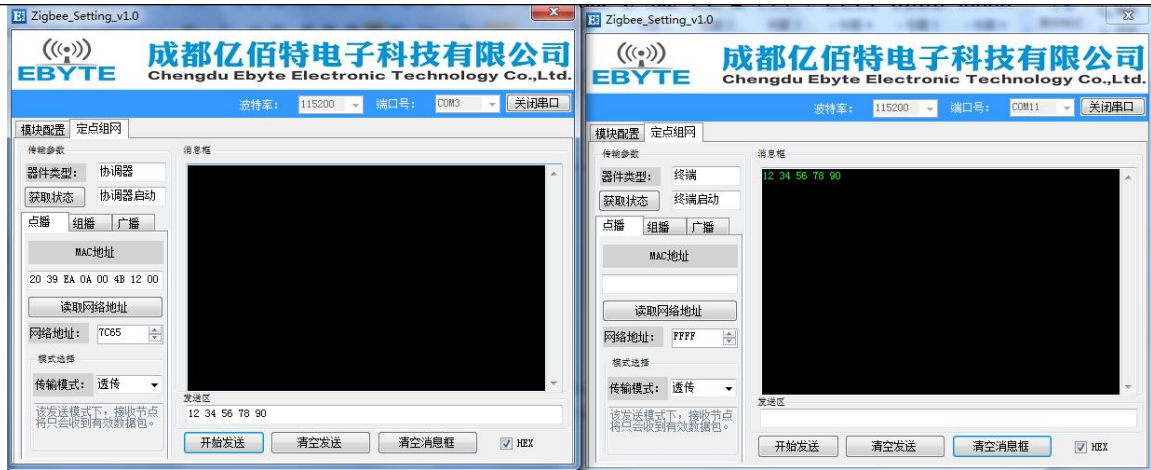 Zigbee_Setting_v1.0
EBYTE
成都亿佰特电子科技有限公司
Chengdu Ebyte Electronic Technology Co.,Ltd.
波特率： 115200 端口号： COM3 关闭串口
模块配置 定点组网
传输参数
器件类型： 协调器
获取状态 协调器启动
点播 组播 广播
MAC地址
20 39 EA 0A 00 4B 12 00
读取网络地址
网络地址： 7C65
模式选择
传输模式： 透传
该发送模式下，接收节点
将只会收到有效数据包。
消息框
发送区
12 34 56 78 90
开始发送 清空发送 清空消息框 HEX
Zigbee_Setting_v1.0
EBYTE
成都亿佰特电子科技有限公司
Chengdu Ebyte Electronic Technology Co.,Ltd.
波特率： 115200 端口号： COM11 关闭串口
模块配置 定点组网
传输参数
器件类型： 终端
获取状态 终端启动
点播 组播 广播
MAC地址
读取网络地址
网络地址： FFFF
模式选择
传输模式： 透传
该发送模式下，接收节点
将只会收到有效数据包。
消息框
12 34 56 78 90
发送区
开始发送 清空发送 清空消息框 HEX